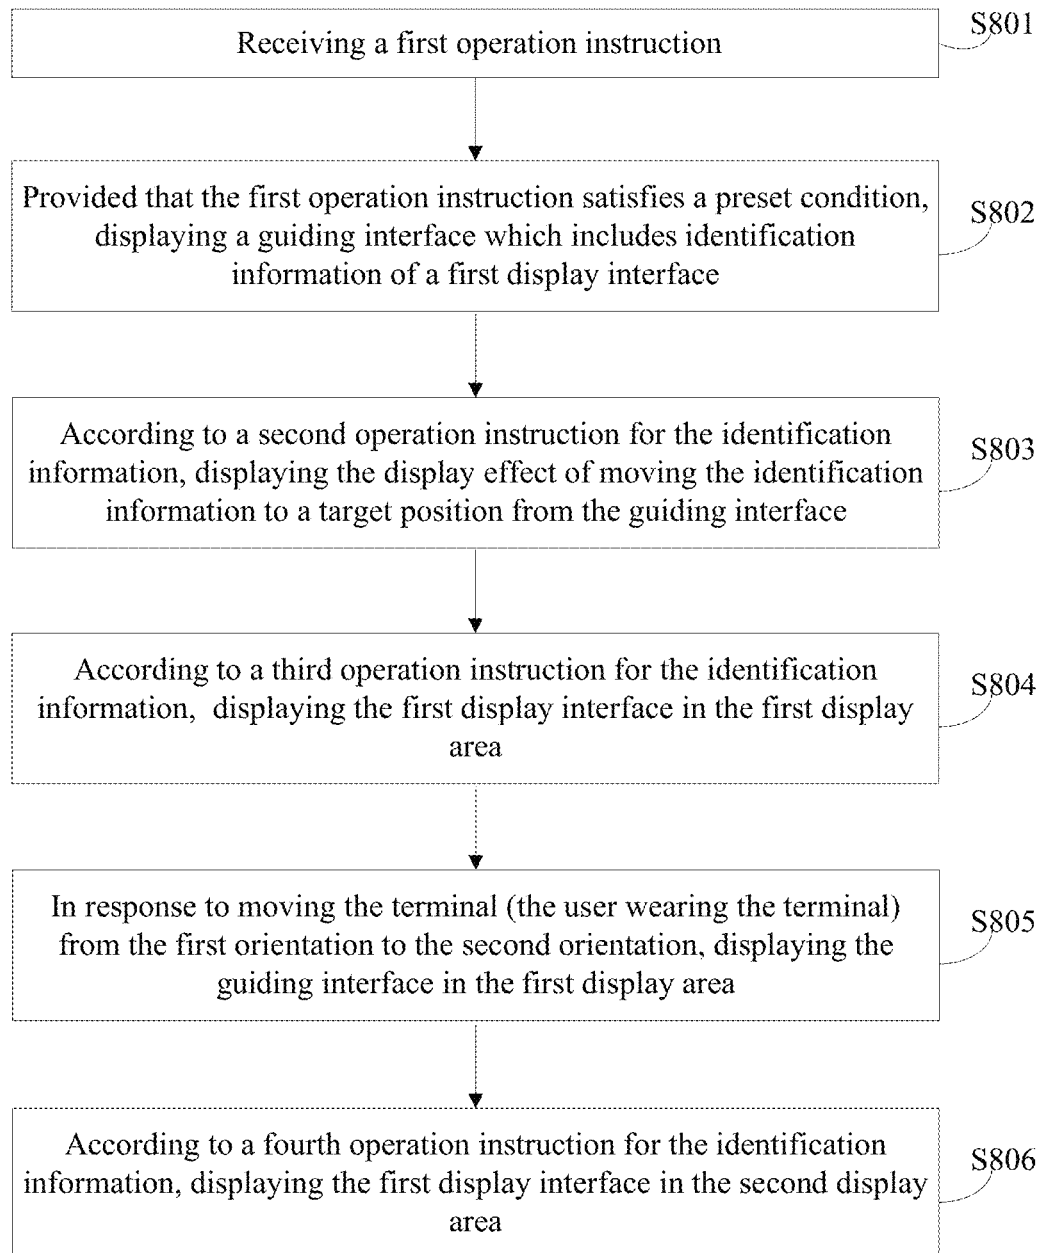 Receiving a first operation instruction
S801
Provided that the first operation instruction satisfies a preset condition,
displaying a guiding interface which includes identification
information of a first display interface
S802
According to a second operation instruction for the identification
information, displaying the display effect of moving the identification
information to a target position from the guiding interface
S803
According to a third operation instruction for the identification
information, displaying the first display interface in the first display
area
S804
In response to moving the terminal (the user wearing the terminal)
from the first orientation to the second orientation, displaying the
guiding interface in the first display area
S805
According to a fourth operation instruction for the identification
information, displaying the first display interface in the second display
area
S806